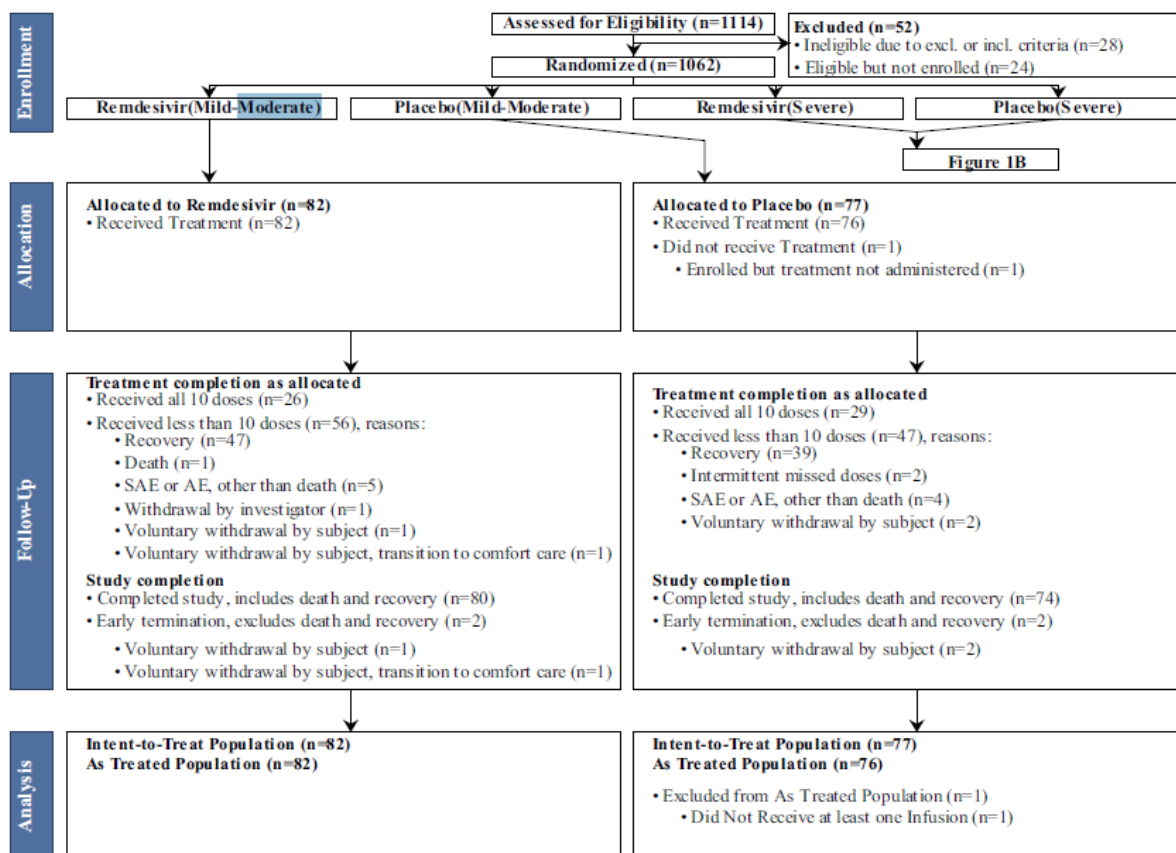 Enrollment
Assessed for Eligibility (n=1114)
Excluded (n=52)
• Ineligible due to excl. or incl. criteria (n=28)
• Eligible but not enrolled (n=24)
Randomized (n=1062)
Remdesivir(Mild-Moderate)
Placebo(Mild-Moderate)
Remdesivir(Severe)
Placebo(Severe)
Figure 1B
Allocation
Allocated to Remdesivir (n=82)
• Received Treatment (n=82)
Allocated to Placebo (n=77)
• Received Treatment (n=76)
• Did not receive Treatment (n=1)
• Enrolled but treatment not administered (n=1)
Follow-Up
Treatment completion as allocated
• Received all 10 doses (n=26)
• Received less than 10 doses (n=56), reasons:
• Recovery (n=47)
• Death (n=1)
• SAE or AE, other than death (n=5)
• Withdrawal by investigator (n=1)
• Voluntary withdrawal by subject (n=1)
• Voluntary withdrawal by subject, transition to comfort care (n=1)
Study completion
• Completed study, includes death and recovery (n=80)
• Early termination, excludes death and recovery (n=2)
• Voluntary withdrawal by subject (n=1)
• Voluntary withdrawal by subject, transition to comfort care (n=1)
Treatment completion as allocated
• Received all 10 doses (n=29)
• Received less than 10 doses (n=47), reasons:
• Recovery (n=39)
• Intermittent missed doses (n=2)
• SAE or AE, other than death (n=4)
• Voluntary withdrawal by subject (n=2)
Study completion
• Completed study, includes death and recovery (n=74)
• Early termination, excludes death and recovery (n=2)
• Voluntary withdrawal by subject (n=2)
Analysis
Intent-to-Treat Population (n=82)
As Treated Population (n=82)
Intent-to-Treat Population (n=77)
As Treated Population (n=76)
• Excluded from As Treated Population (n=1)
• Did Not Receive at least one Infusion (n=1)